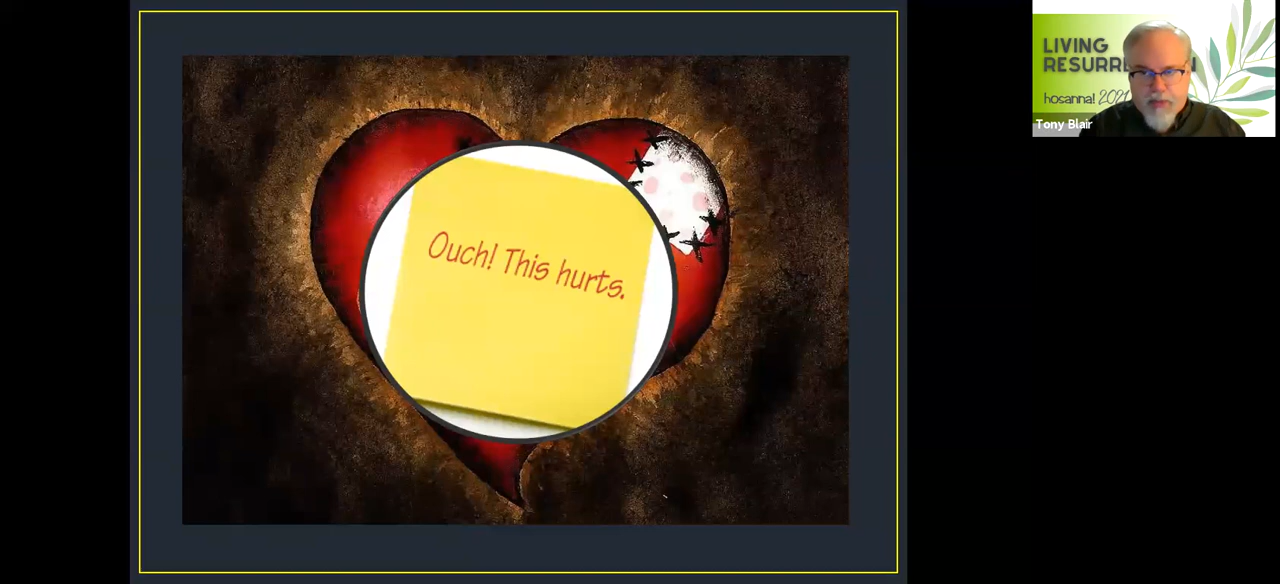 Ouch! This hurts.
LIVING
RESURRE N
hosanna! 2021
Tony Blair